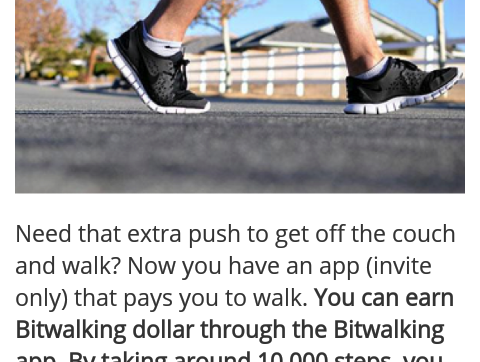 Need that extra push to get off the couch
and walk? Now you have an app (invite
only) that pays you to walk. You can earn
Bitwalking dollar through the Bitwalking
app. By taking around 10,000 steps, you